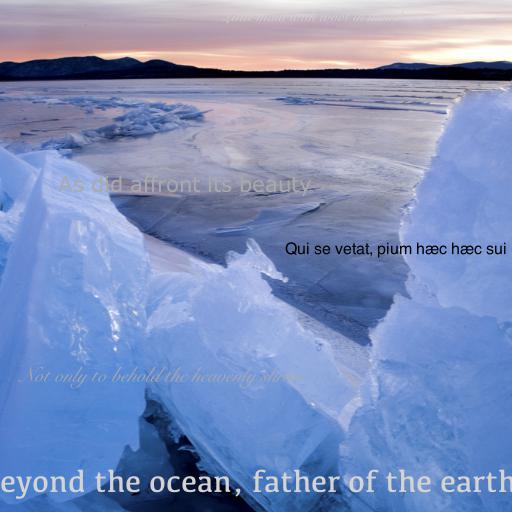 As did affront its beauty
Qui se vetat, pium hæc hæc sui
Not only to behold the heavenly
eyond the ocean, father of the earth